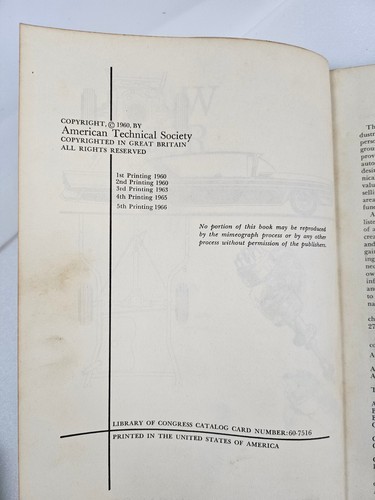 COPYRIGHT, © 1960, BY
American Technical Society
COPYRIGHTED IN GREAT BRITAIN
ALL RIGHTS RESERVED
1st Printing 1960
2nd Printing 1960
3rd Printing 1963
4th Printing 1965
5th Printing 1966
No portion of this book may be reproduced
by the mimeograph process or by any other
process without permission of the publishers.
LIBRARY OF CONGRESS CATALOG CARD NUMBER:60-7516
PRINTED IN THE UNITED STATES OF AMERICA